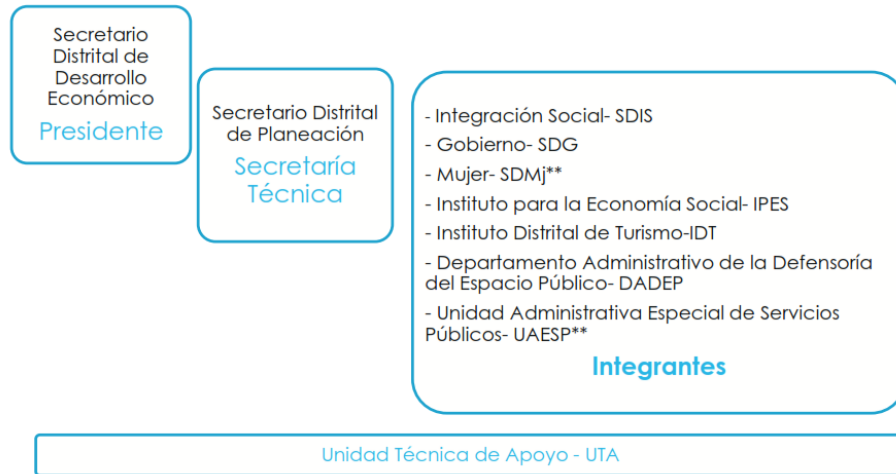 Secretario
Distrital de
Desarrollo
Económico
Presidente
Secretario Distrital
de Planeación
Secretaría
Técnica
- Integración Social- SDIS
- Gobierno- SDG
- Mujer- SDMj**
- Instituto para la Economía Social- IPES
- Instituto Distrital de Turismo-IDT
- Departamento Administrativo de la Defensoría
del Espacio Público- DADEP
- Unidad Administrativa Especial de Servicios
Públicos- UAESP**
Integrantes
Unidad Técnica de Apoyo - UTA